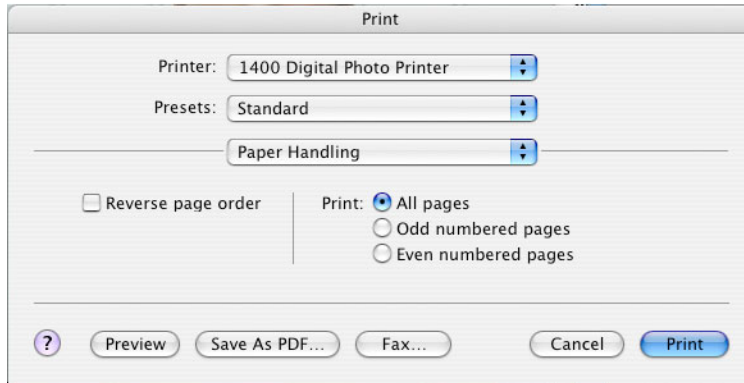 Print
Printer: 1400 Digital Photo Printer
Presets: Standard
Paper Handling
Reverse page order
Print: All pages
Odd numbered pages
Even numbered pages
? Preview Save As PDF... Fax... Cancel Print